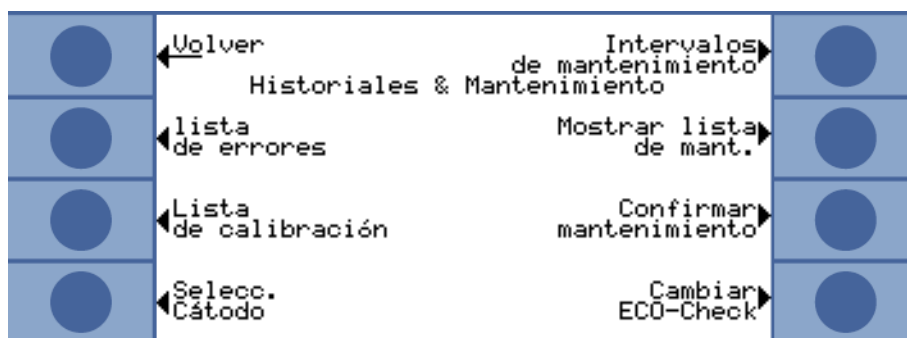 Volver
Intervalos
de mantenimiento
Historiales & Mantenimiento
lista
de errores
Mostrar lista
de mant.
Lista
de calibración
Confirmar
mantenimiento
Selecc.
Cátodo
Cambiar
ECO-Check